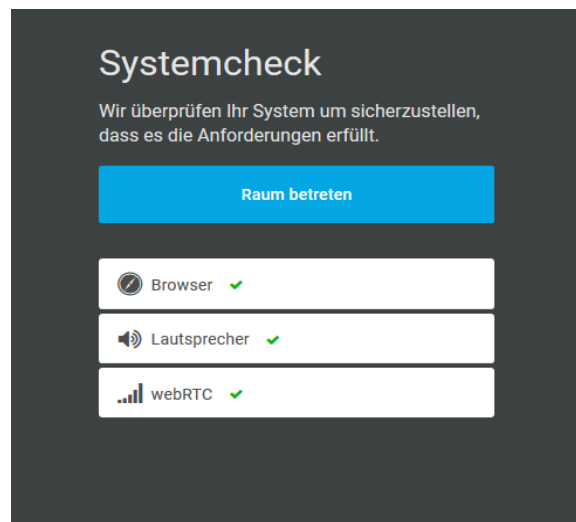 Systemcheck
Wir überprüfen Ihr System um sicherzustellen,
dass es die Anforderungen erfüllt.
Raum betreten
Browser
Lautsprecher
webRTC